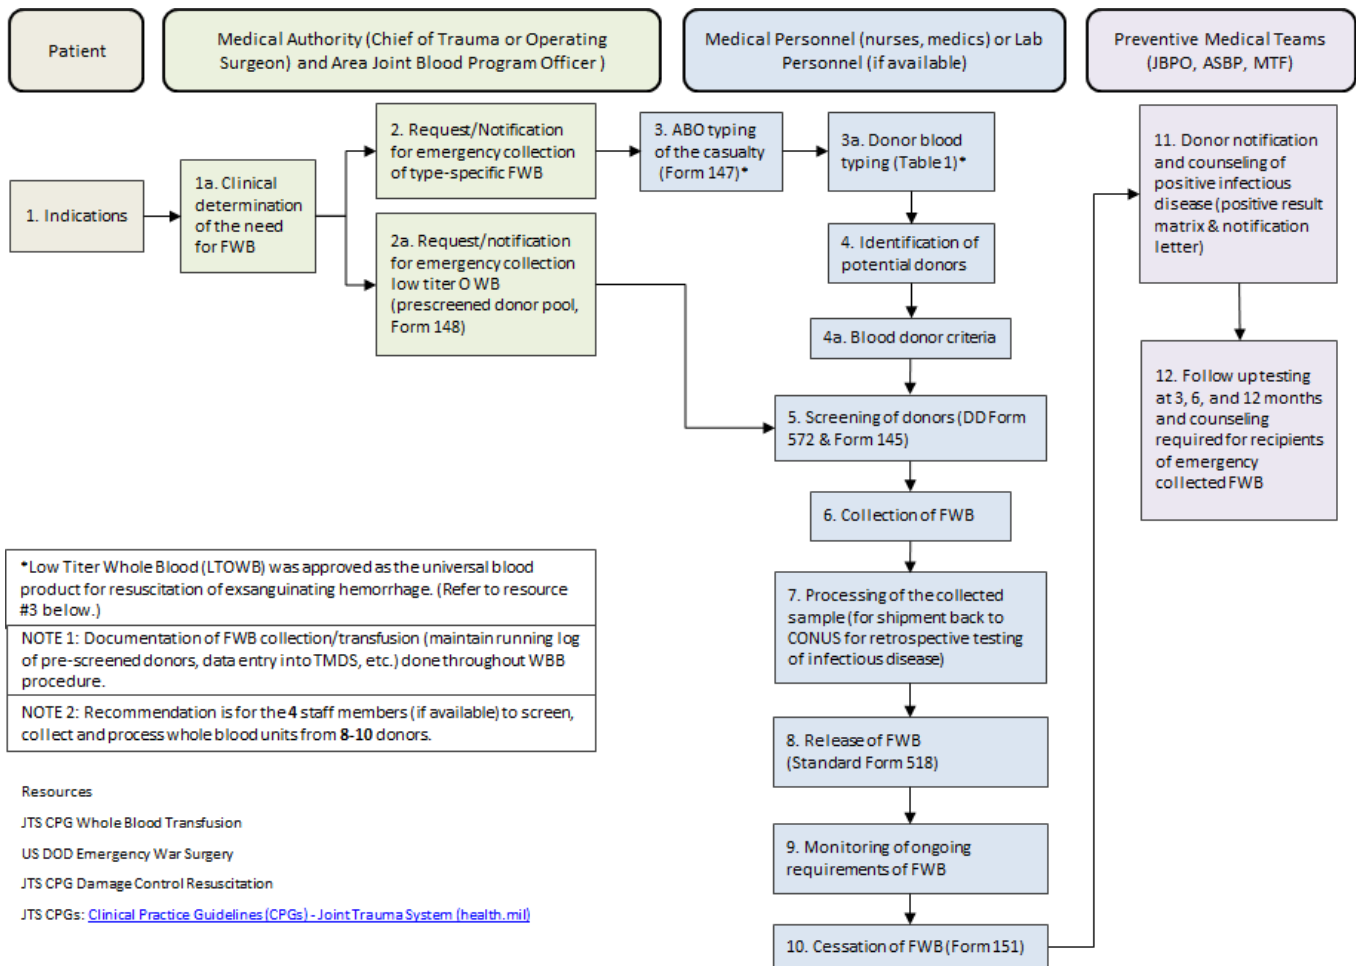 Patient
Medical Authority (Chief of Trauma or Operating
Surgeon) and Area Joint Blood Program Officer )
Medical Personnel (nurses, medics) or Lab
Personnel (if available)
Preventive Medical Teams
(JBPO, ASBP, MTF)
1. Indications
1a. Clinical
determination
of the need
for FWB
2. Request/Notification
for emergency collection
of type-specific FWB
2a. Request/notification
for emergency collection
low titer O WB
(prescreened donor pool,
Form 148)
3. ABO typing
of the casualty
(Form 147)*
3a. Donor blood
typing (Table 1)*
4. Identification of
potential donors
4a. Blood donor criteria
5. Screening of donors (DD Form
572 & Form 145)
6. Collection of FWB
7. Processing of the collected
sample (for shipment back to
CONUS for retrospective testing
of infectious disease)
8. Release of FWB
(Standard Form 518)
9. Monitoring of ongoing
requirements of FWB
10. Cessation of FWB (Form 151)
11. Donor notification
and counseling of
positive infectious
disease (positive result
matrix & notification
letter)
12. Follow up testing
at 3, 6, and 12 months
and counseling
required for recipients
of emergency
collected FWB
*Low Titer Whole Blood (LTOWB) was approved as the universal blood
product for resuscitation of exsanguinating hemorrhage. (Refer to resource
#3 below.)
NOTE 1: Documentation of FWB collection/transfusion (maintain running log
of pre-screened donors, data entry into TMDS, etc.) done throughout WBB
procedure.
NOTE 2: Recommendation is for the 4 staff members (if available) to screen,
collect and process whole blood units from 8-10 donors.
Resources
JTS CPG Whole Blood Transfusion
US DOD Emergency War Surgery
JTS CPG Damage Control Resuscitation
JTS CPGs: Clinical Practice Guidelines (CPGs) - Joint Trauma System (health.mil)